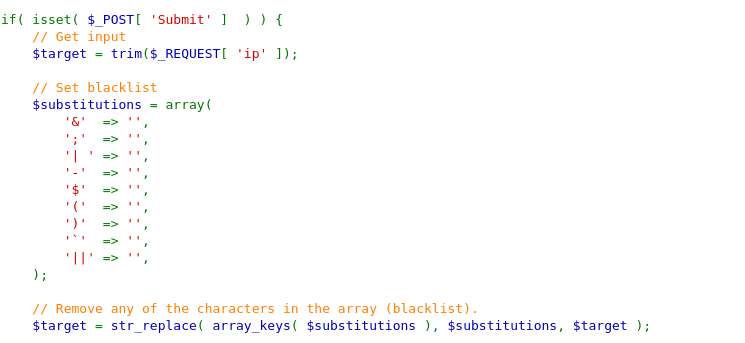 if( isset( $_POST[ 'Submit' ]  ) ) {
    // Get input
    $target = trim($_REQUEST[ 'ip' ]);

    // Set blacklist
    $substitutions = array(
        '&'  => '',
        ';'  => '',
        '| ' => '',
        '-'  => '',
        '$'  => '',
        '('  => '',
        ')'  => '',
        '`'  => '',
        '||' => '',
    );

    // Remove any of the characters in the array (blacklist).
    $target = str_replace( array_keys( $substitutions ), $substitutions, $target );